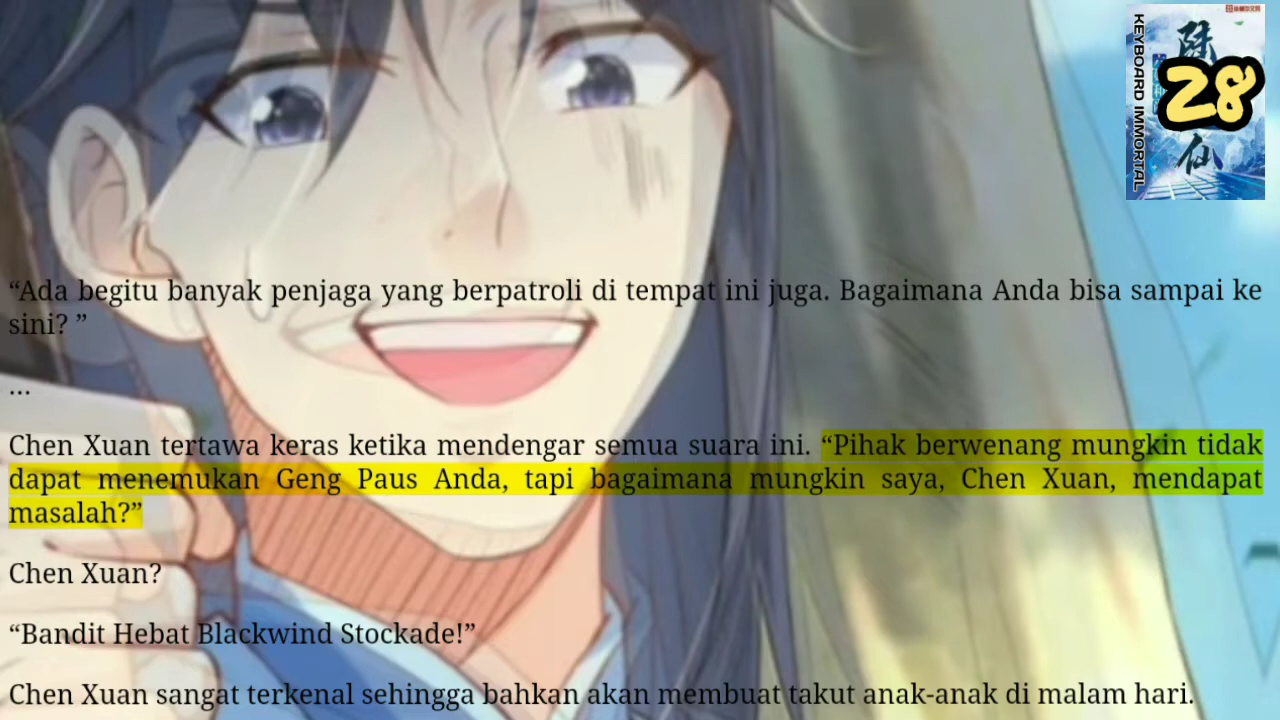 陆
仙
KEYBOARD IMMORTAL
28
“Ada begitu banyak penjaga yang berpatroli di tempat ini juga. Bagaimana Anda bisa sampai ke
sini? ”
...
Chen Xuan tertawa keras ketika mendengar semua suara ini. “Pihak berwenang mungkin tidak
dapat menemukan Geng Paus Anda, tapi bagaimana mungkin saya, Chen Xuan, mendapat
masalah?”
Chen Xuan?
“Bandit Hebat Blackwind Stockade!”
Chen Xuan sangat terkenal sehingga bahkan akan membuat takut anak-anak di malam hari.